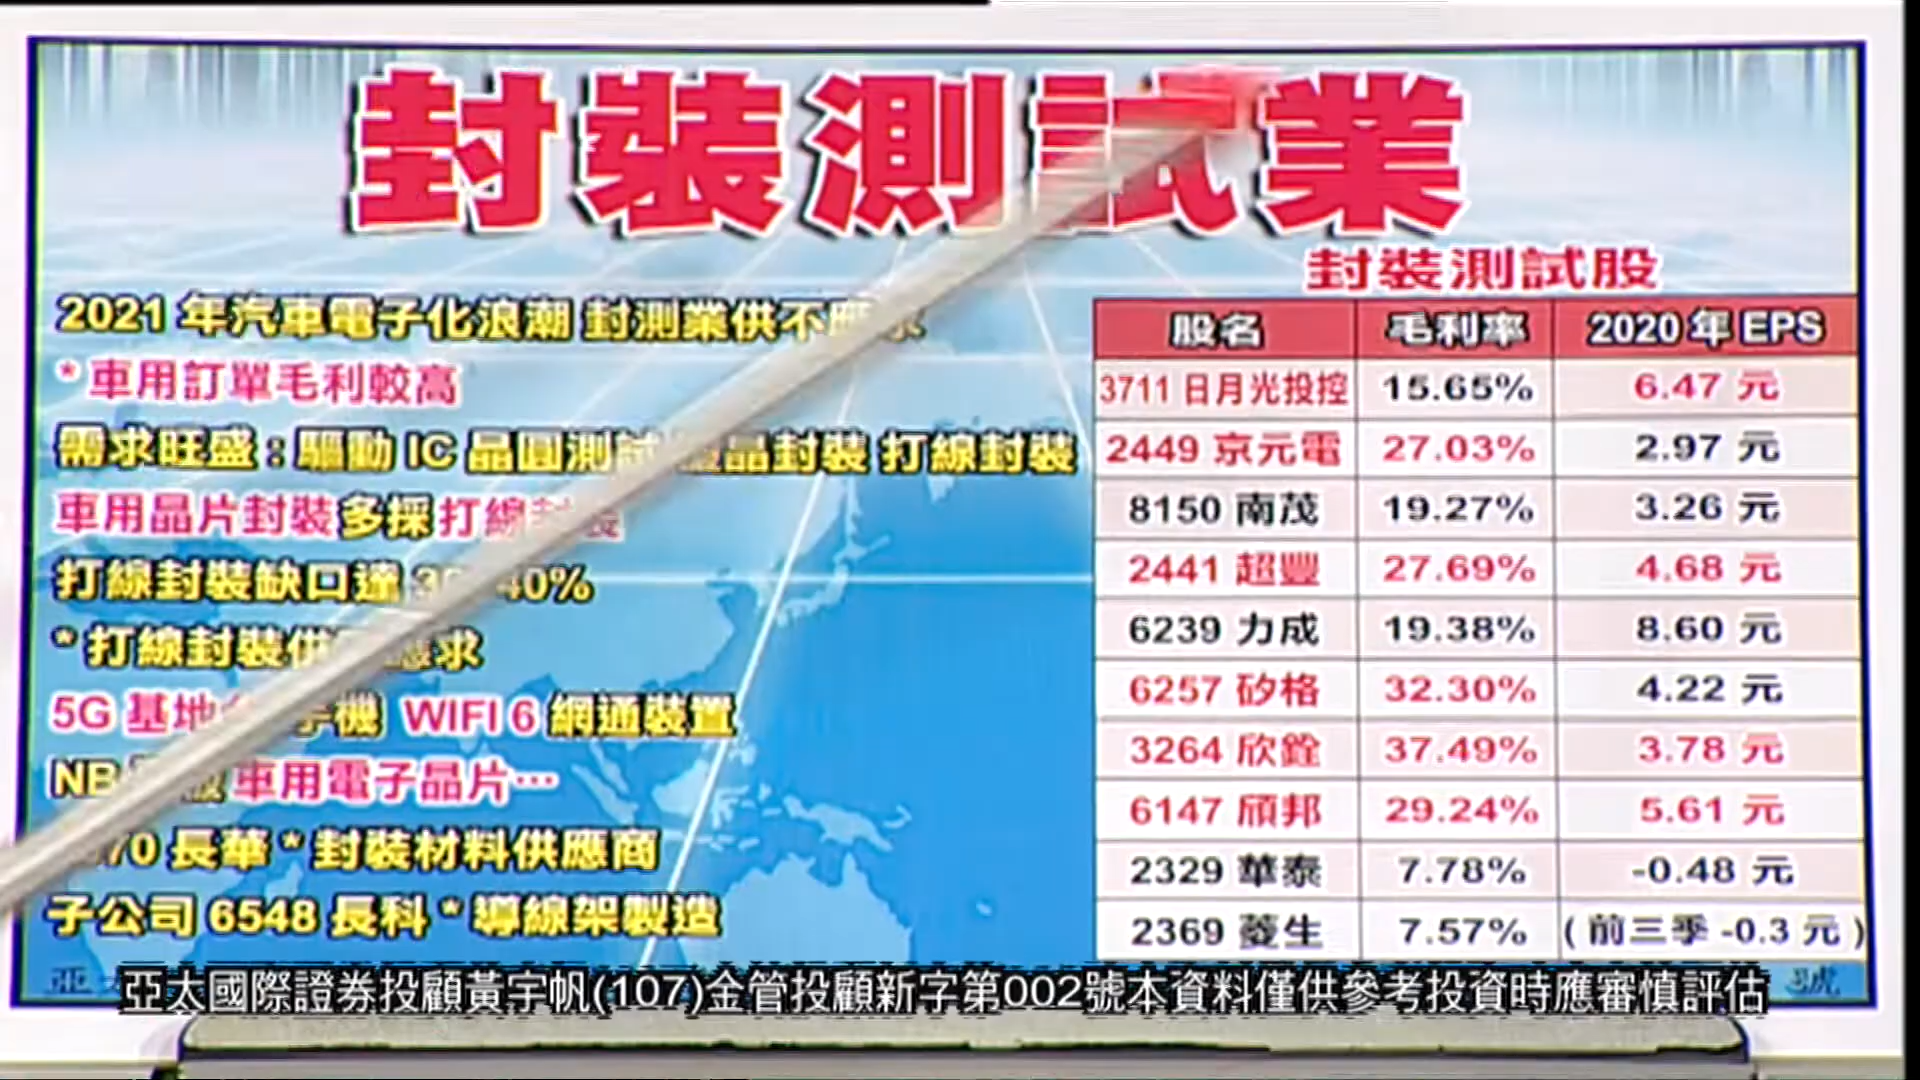 封裝測試業
2021 年汽車電子化浪潮 封測業供不應求
* 車用訂單毛利較高
需求旺盛:驅動 IC 晶圓測試 晶封裝 打線封裝
車用晶片封裝多採打線封裝
打線封裝缺口達 40%
* 打線封裝供 應求
5G 基地 手機 WIFI 6 網通裝置
NB 車用電子晶片…
70 長華 * 封裝材料供應商
子公司 6548 長科 * 導線架製造
封裝測試股
股名 毛利率 2020 年 EPS
3711 日月光投控 15.65% 6.47 元
2449 京元電 27.03% 2.97 元
8150 南茂 19.27% 3.26 元
2441 超豐 27.69% 4.68 元
6239 力成 19.38% 8.60 元
6257 矽格 32.30% 4.22 元
3264 欣銓 37.49% 3.78 元
6147 頎邦 29.24% 5.61 元
2329 華泰 7.78% -0.48 元
2369 菱生 7.57% ( 前三季 -0.3 元 )
亞 號
亞太國際證券投顧黃宇帆(107)金管投顧新字第002號本資料僅供參考投資時應審慎評估